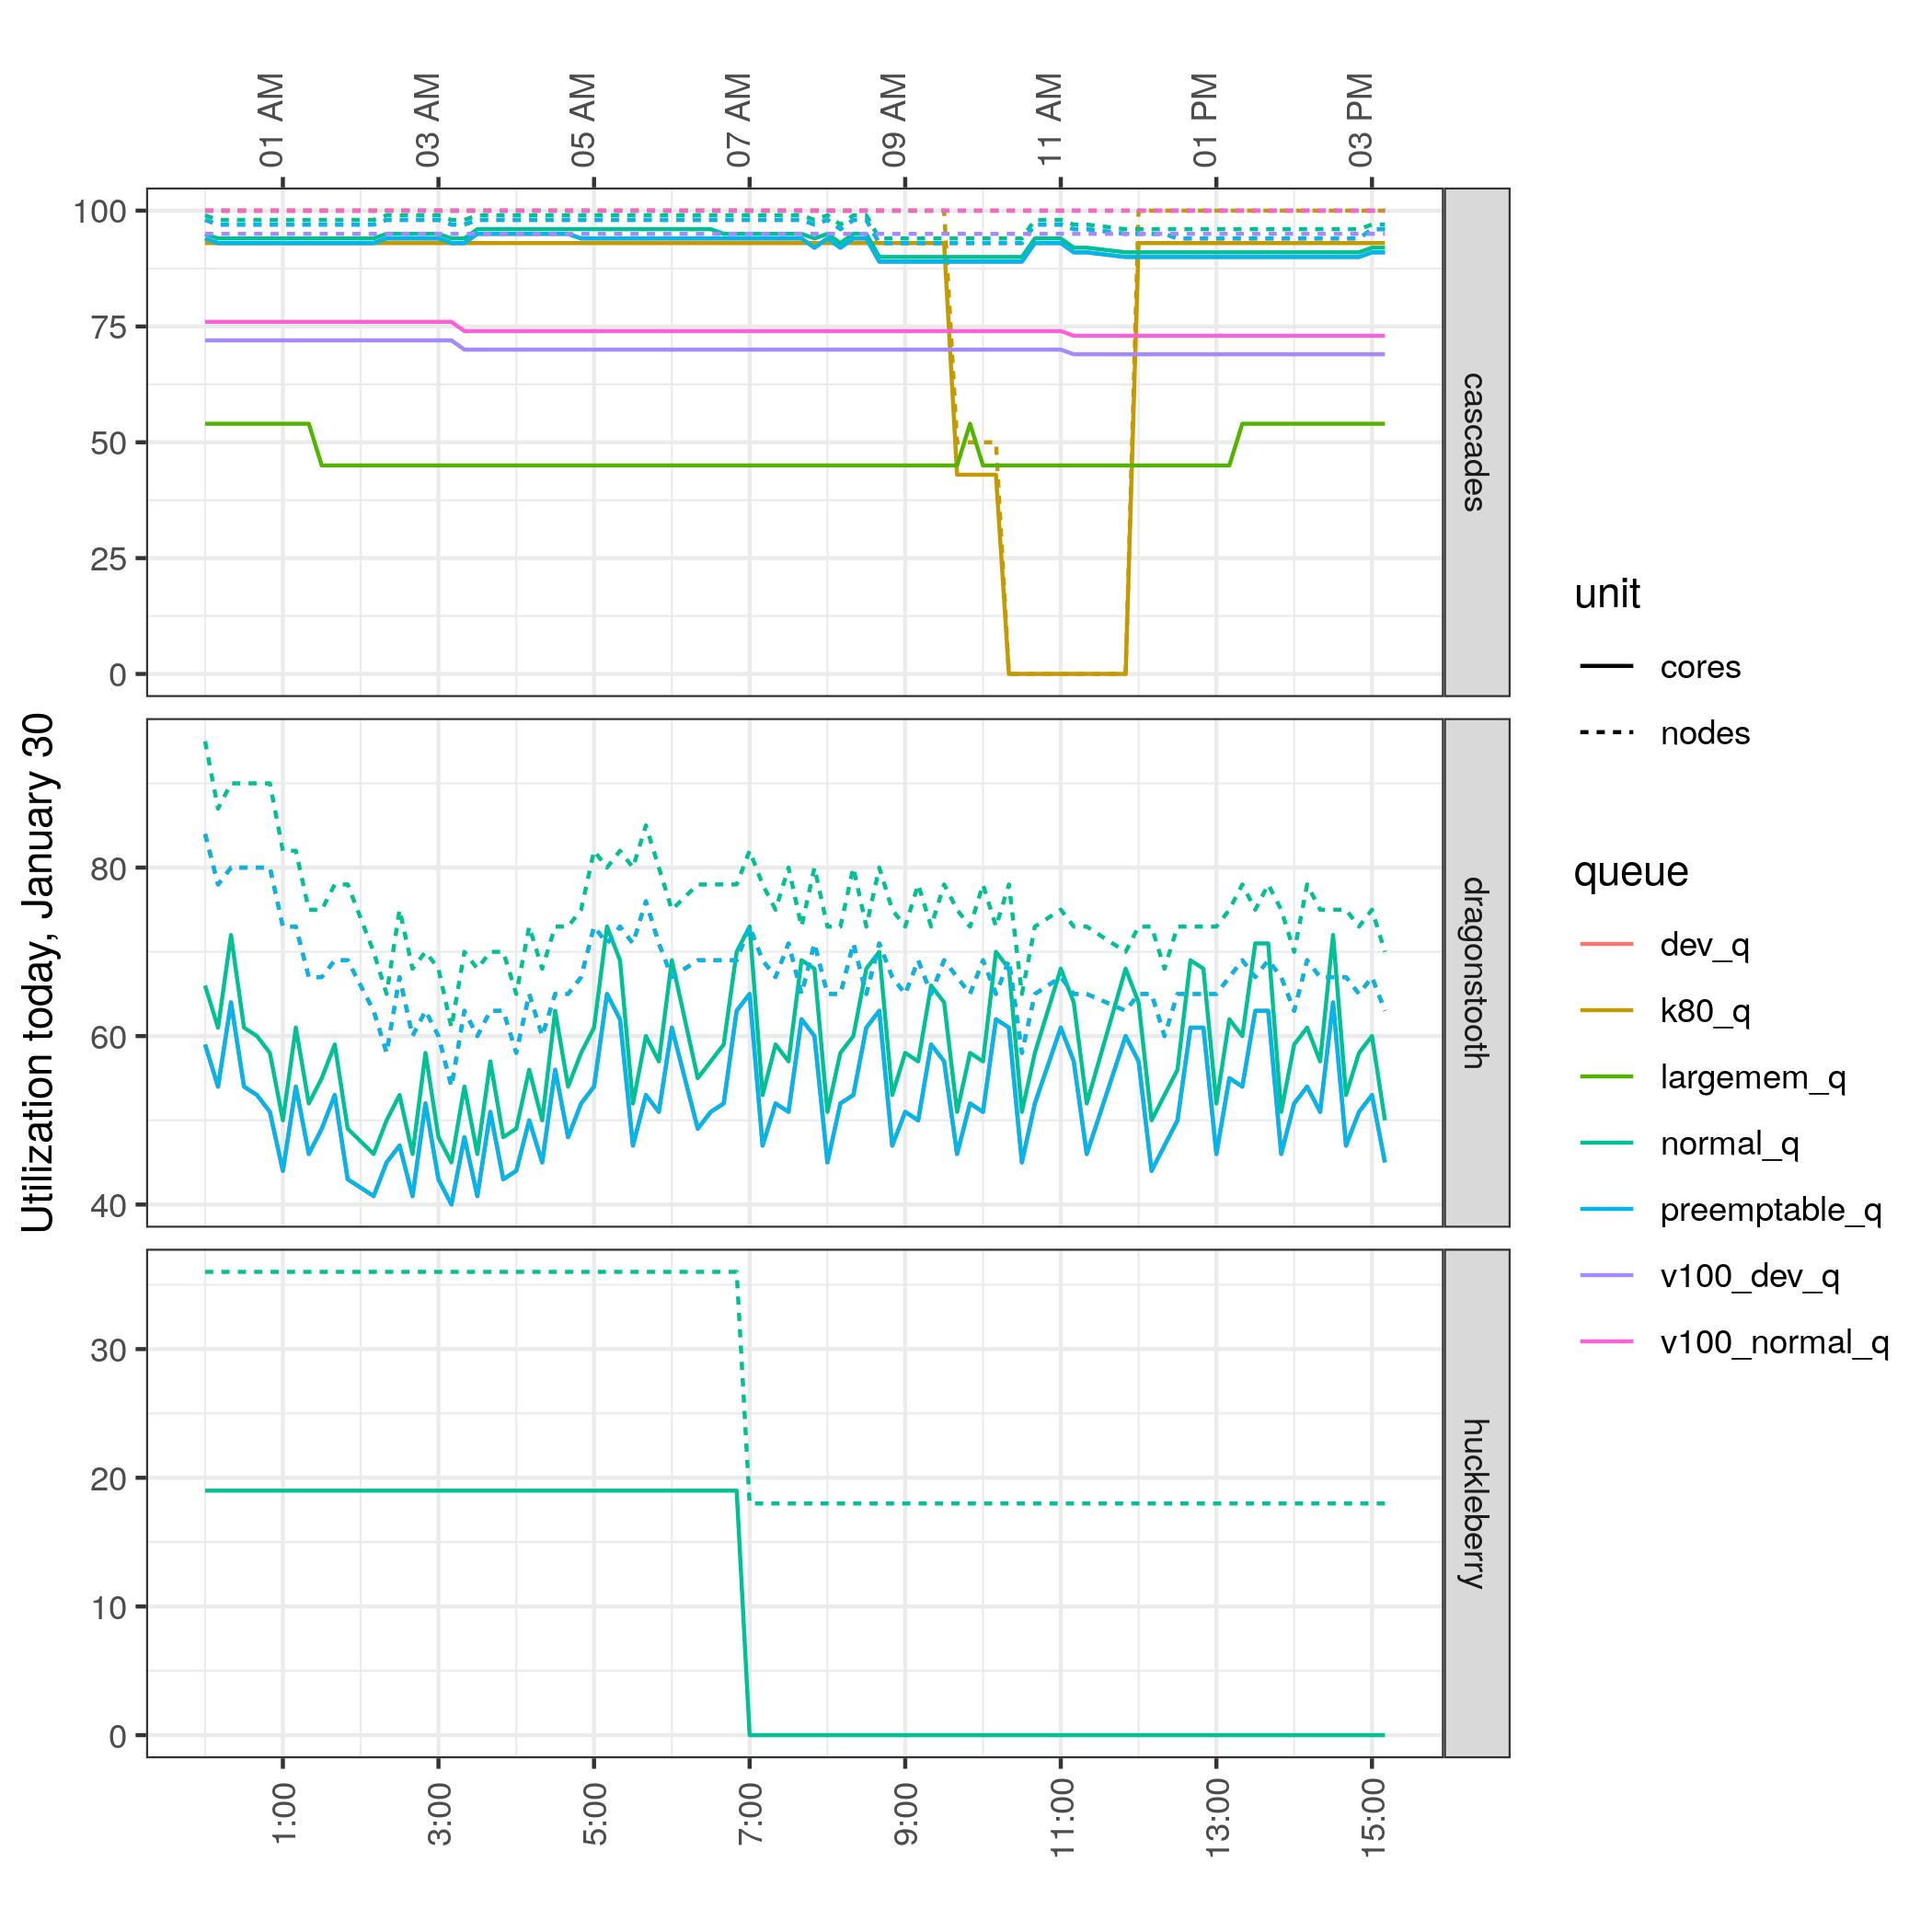 01 AM
03 AM
05 AM
07 AM
09 AM
11 AM
01 PM
03 PM
Utilization today, January 30
100
75
50
25
0
cascades
80
60
40
dragonstooth
30
20
10
0
huckleberry
1:00
3:00
5:00
7:00
9:00
11:00
13:00
15:00
unit
cores
nodes
queue
dev_q
k80_q
largemem_q
normal_q
preemptable_q
v100_dev_q
v100_normal_q